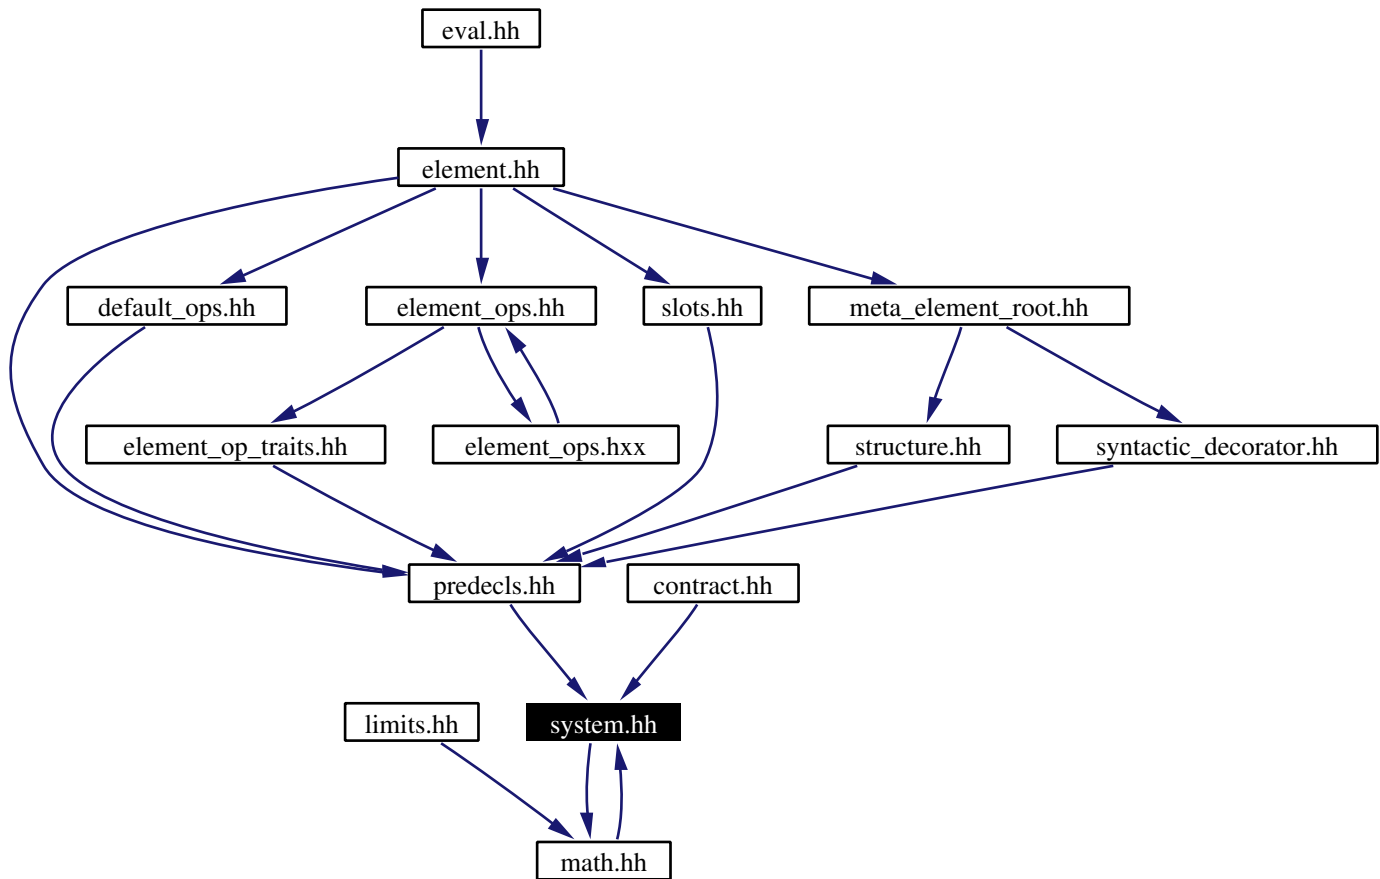 eval.hh
element.hh
default_ops.hh
element_ops.hh
slots.hh
meta_element_root.hh
element_op_traits.hh
element_ops.hxx
structure.hh
syntactic_decorator.hh
predecls.hh
contract.hh
limits.hh
system.hh
math.hh